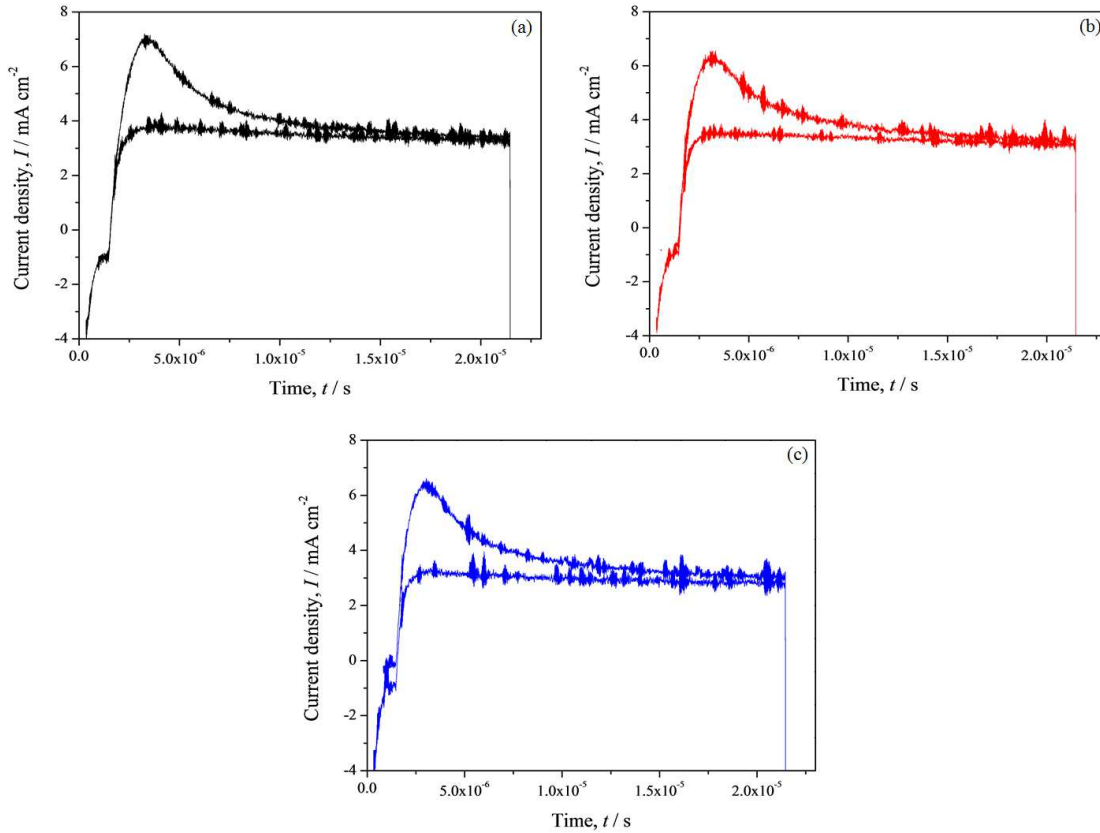 (a)
Current density, I / mA cm⁻²
8
6
4
2
0
-2
-4
0.0 5.0x10⁻⁶ 1.0x10⁻⁵ 1.5x10⁻⁵ 2.0x10⁻⁵
Time, t / s
(b)
Current density, I / mA cm⁻²
8
6
4
2
0
-2
-4
0.0 5.0x10⁻⁶ 1.0x10⁻⁵ 1.5x10⁻⁵ 2.0x10⁻⁵
Time, t / s
(c)
Current density, I / mA cm⁻²
8
6
4
2
0
-2
-4
0.0 5.0x10⁻⁶ 1.0x10⁻⁵ 1.5x10⁻⁵ 2.0x10⁻⁵
Time, t / s